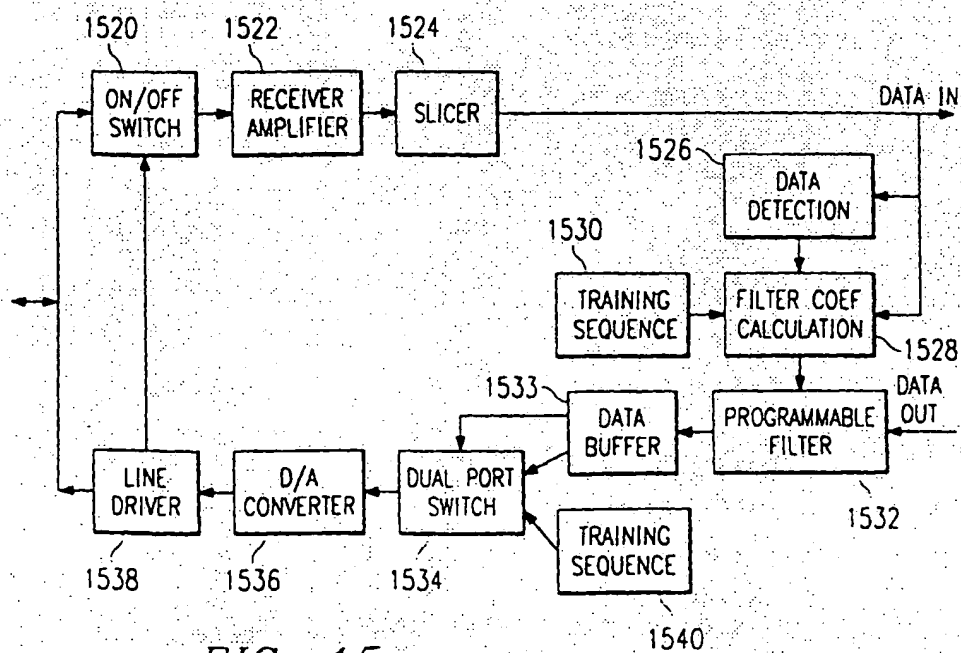 1520
1522
1524
ON/OFF
SWITCH
RECEIVER
AMPLIFIER
SLICER
DATA IN
1526
DATA
DETECTION
1530
TRAINING
SEQUENCE
FILTER COEF
CALCULATION
1528
1533
DATA
OUT
DATA
BUFFER
PROGRAMMABLE
FILTER
LINE
DRIVER
D/A
CONVERTER
DUAL PORT
SWITCH
1532
TRAINING
SEQUENCE
1538
1536
1534
1540
FIG. 15